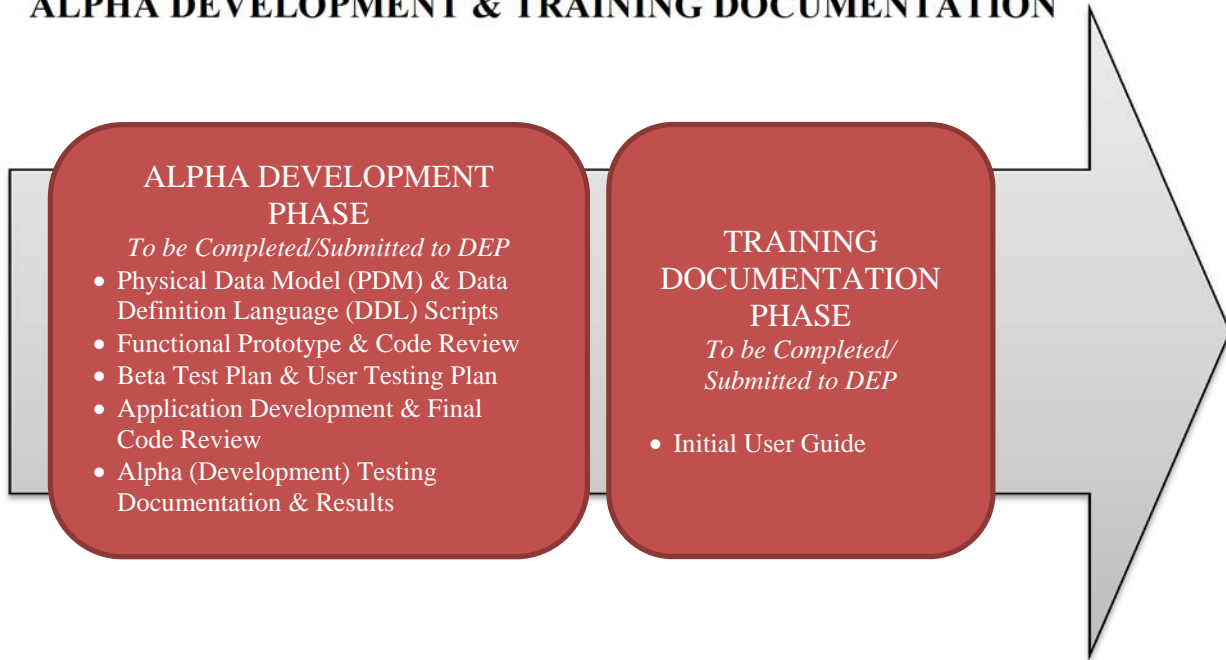 ALPHA DEVELOPMENT & TRAINING DOCUMENTATION
ALPHA DEVELOPMENT
PHASE
To be Completed/Submitted to DEP
• Physical Data Model (PDM) & Data
Definition Language (DDL) Scripts
• Functional Prototype & Code Review
• Beta Test Plan & User Testing Plan
• Application Development & Final
Code Review
• Alpha (Development) Testing
Documentation & Results
TRAINING
DOCUMENTATION
PHASE
To be Completed/
Submitted to DEP
• Initial User Guide